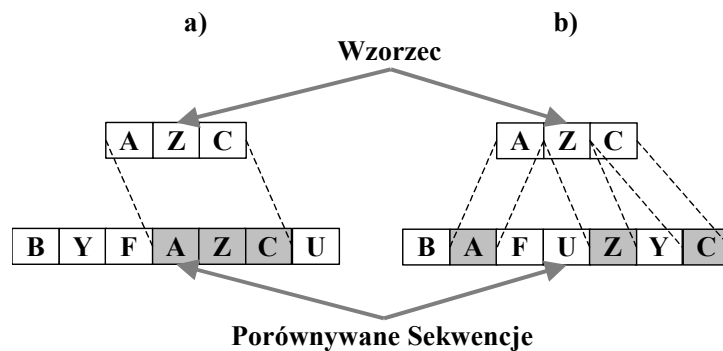 a) b)
Wzorzec
A Z C A Z C
B Y F A Z C U B A F U Z Y C
Porównywane Sekwencje